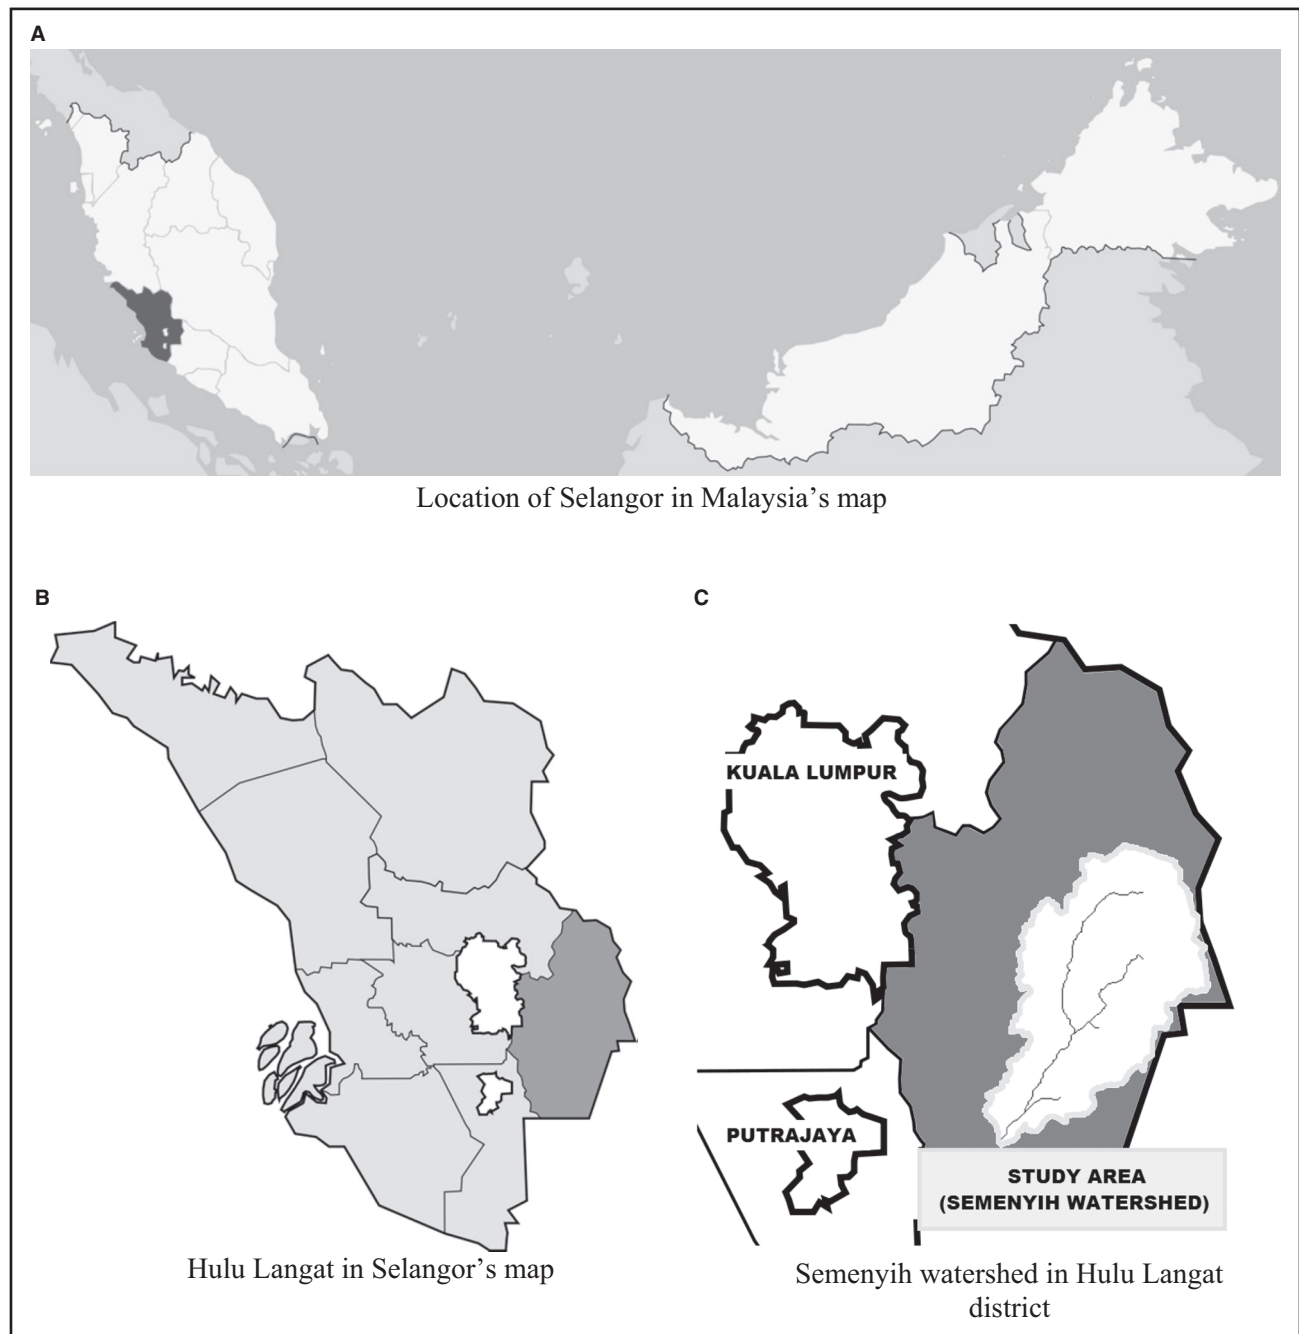 A
Location of Selangor in Malaysia’s map
B
C
KUALA LUMPUR
PUTRAJAYA
STUDY AREA
(SEMENYIH WATERSHED)
Hulu Langat in Selangor’s map
Semenyih watershed in Hulu Langat
district